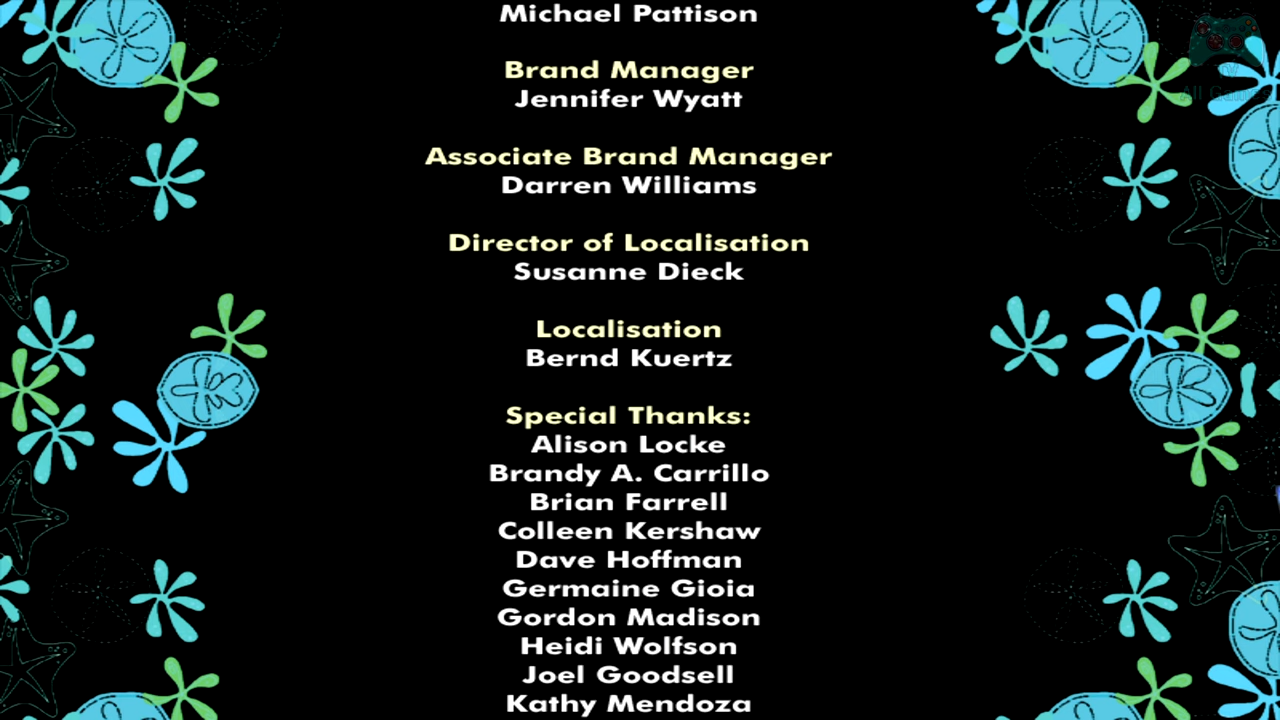 Michael Pattison
Brand Manager
Jennifer Wyatt
Associate Brand Manager
Darren Williams
Director of Localisation
Susanne Dieck
Localisation
Bernd Kuertz
Special Thanks:
Alison Locke
Brandy A. Carrillo
Brian Farrell
Colleen Kershaw
Dave Hoffman
Germaine Gioia
Gordon Madison
Heidi Wolfson
Joel Goodsell
Kathy Mendoza